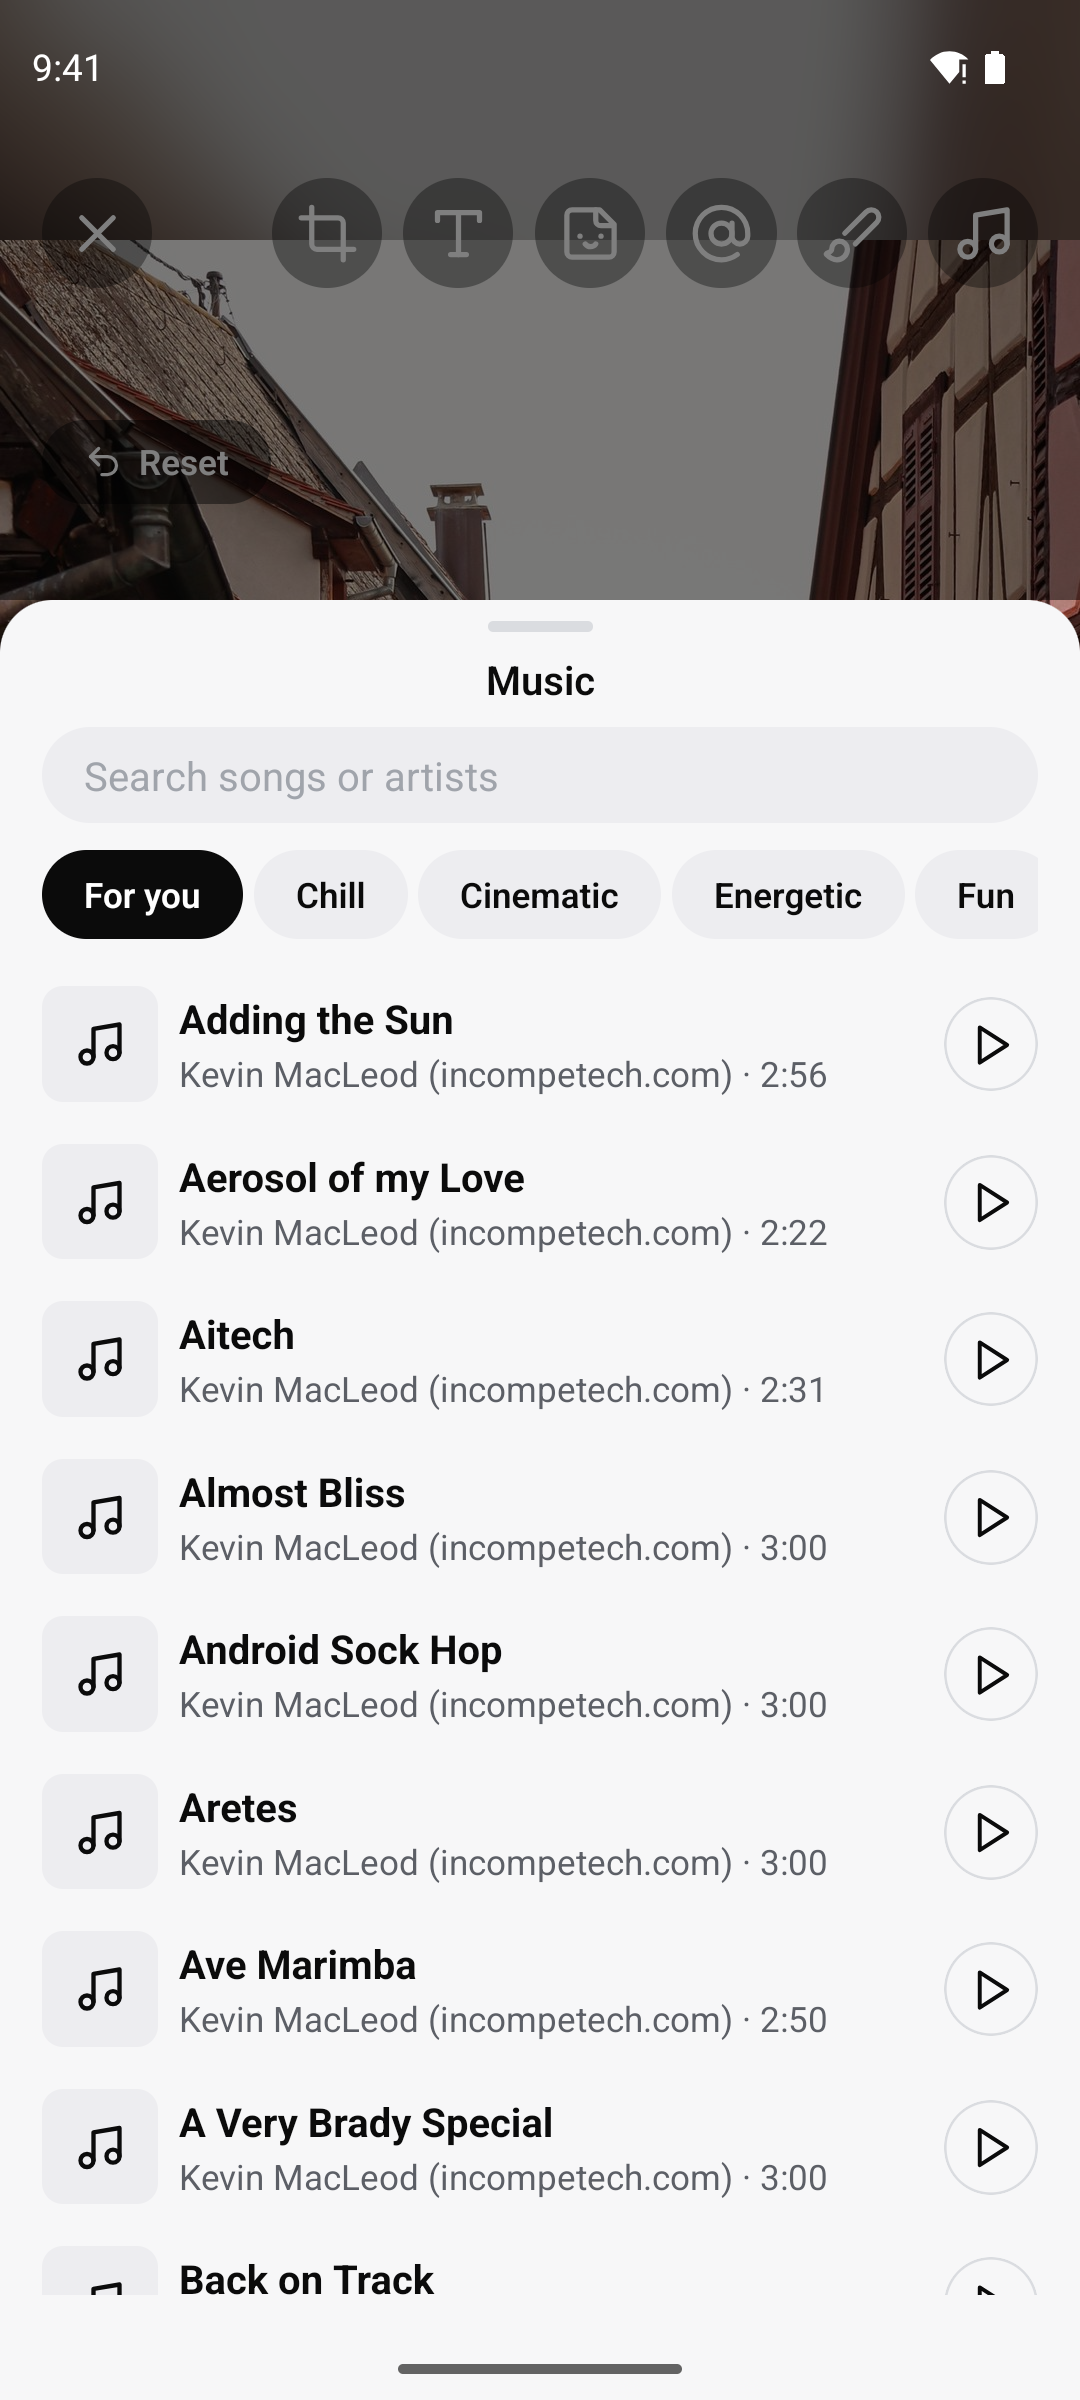 9:41
Reset
Music
Search songs or artists
For you
Chill
Cinematic
Energetic
Fun
Adding the Sun
Kevin MacLeod (incompetech.com) · 2:56
Aerosol of my Love
Kevin MacLeod (incompetech.com) · 2:22
Aitech
Kevin MacLeod (incompetech.com) · 2:31
Almost Bliss
Kevin MacLeod (incompetech.com) · 3:00
Android Sock Hop
Kevin MacLeod (incompetech.com) · 3:00
Aretes
Kevin MacLeod (incompetech.com) · 3:00
Ave Marimba
Kevin MacLeod (incompetech.com) · 2:50
A Very Brady Special
Kevin MacLeod (incompetech.com) · 3:00
Back on Track